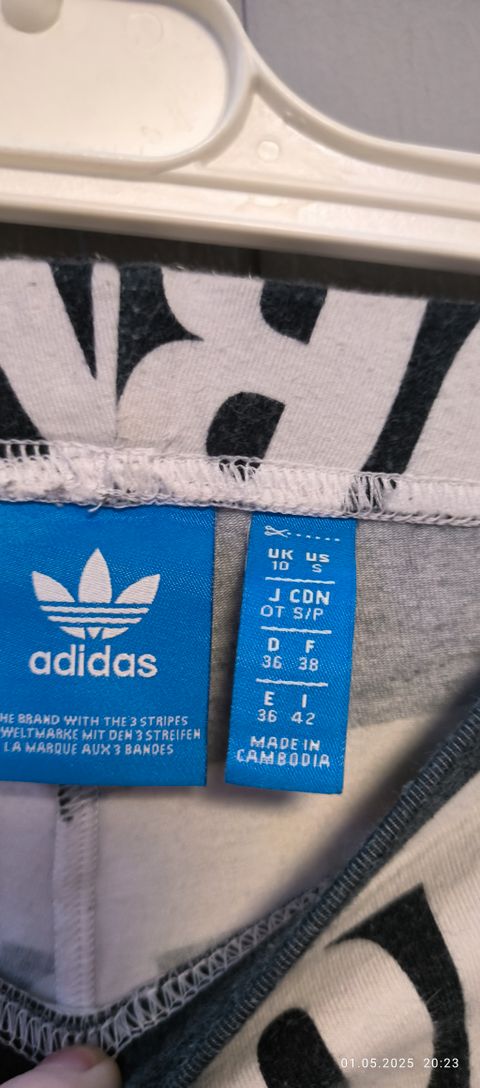 adidas
HE BRAND WITH THE 3 STRIPES
WELTMARKE MIT DEN 3 STREIFEN
LA MARQUE AUX 3 BANDES
UK US
10 S
J CDN
OT S/P
D F
36 38
E I
36 42
MADE IN
CAMBODIA
01.05.2025 20:23